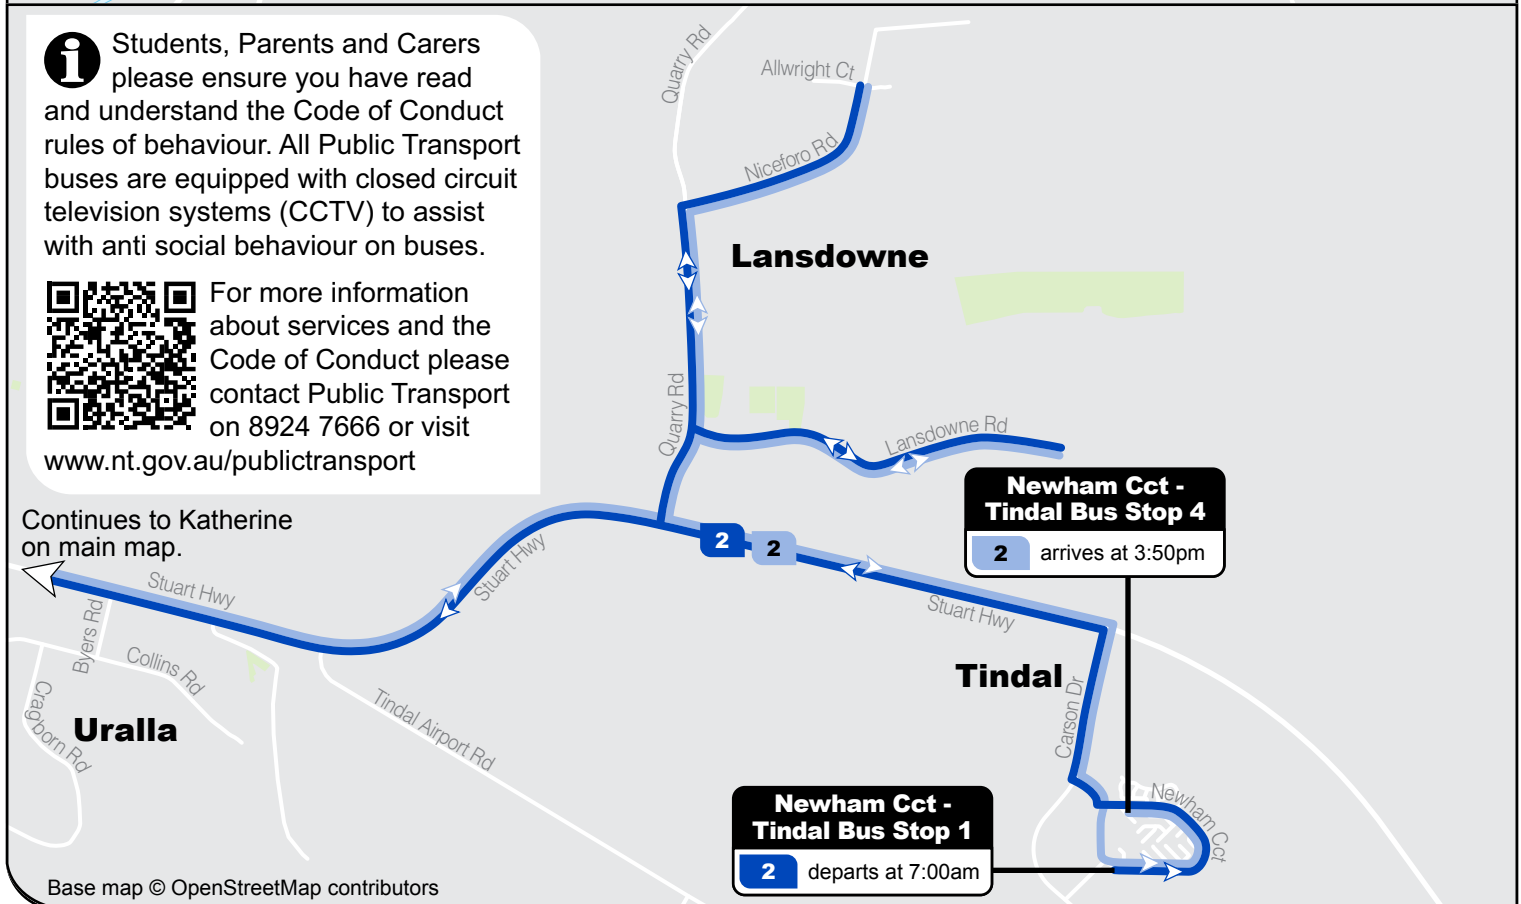 Students, Parents and Carers
please ensure you have read
and understand the Code of Conduct
rules of behaviour. All Public Transport
buses are equipped with closed circuit
television systems (CCTV) to assist
with anti social behaviour on buses.
For more information
about services and the
Code of Conduct please
contact Public Transport
on 8924 7666 or visit
www.nt.gov.au/publictransport
Quarry Rd
Allwright Ct
Niceforo Rd
Lansdowne
Quarry Rd
Lansdowne Rd
Newham Cct -
Tindal Bus Stop 4
2 arrives at 3:50pm
Continues to Katherine
on main map.
2
2
Stuart Hwy
Stuart Hwy
Stuart Hwy
Byers Rd
Collins Rd
Cragborn Rd
Uralla
Tindal Airport Rd
Tindal
Carson Dr
Newham Cct
Newham Cct -
Tindal Bus Stop 1
2 departs at 7:00am
Base map © OpenStreetMap contributors